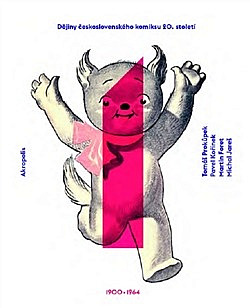 Dějiny československého komiksu 20. století
Akropolis
Tomáš Prokůpek
Pavel Kořínek
Martin Foret
Michal Jareš
1900–1964